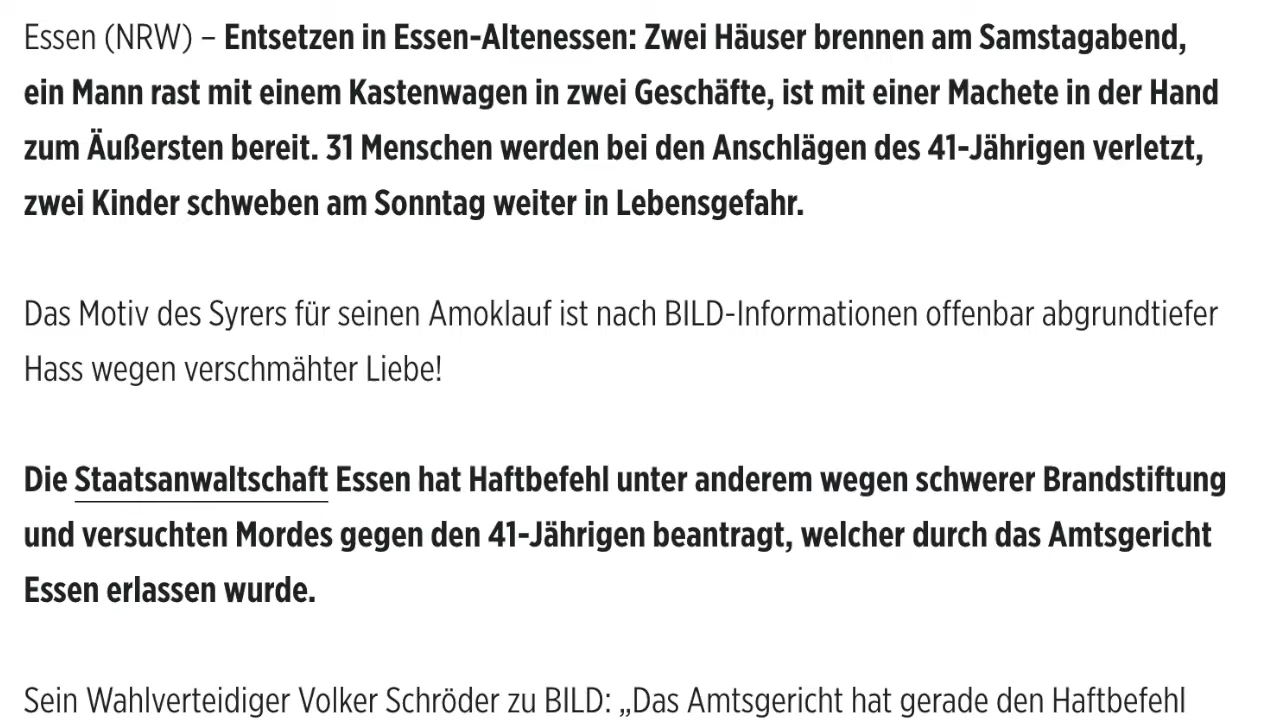 Essen (NRW) – Entsetzen in Essen-Altenessen: Zwei Häuser brennen am Samstagabend,
ein Mann rast mit einem Kastenwagen in zwei Geschäfte, ist mit einer Machete in der Hand
zum Äußersten bereit. 31 Menschen werden bei den Anschlägen des 41-Jährigen verletzt,
zwei Kinder schweben am Sonntag weiter in Lebensgefahr.
Das Motiv des Syrers für seinen Amoklauf ist nach BILD-Informationen offenbar abgrundtiefer
Hass wegen verschmähter Liebe!
Die Staatsanwaltschaft Essen hat Haftbefehl unter anderem wegen schwerer Brandstiftung
und versuchten Mordes gegen den 41-Jährigen beantragt, welcher durch das Amtsgericht
Essen erlassen wurde.
Sein Wahlverteidiger Volker Schröder zu BILD: „Das Amtsgericht hat gerade den Haftbefehl